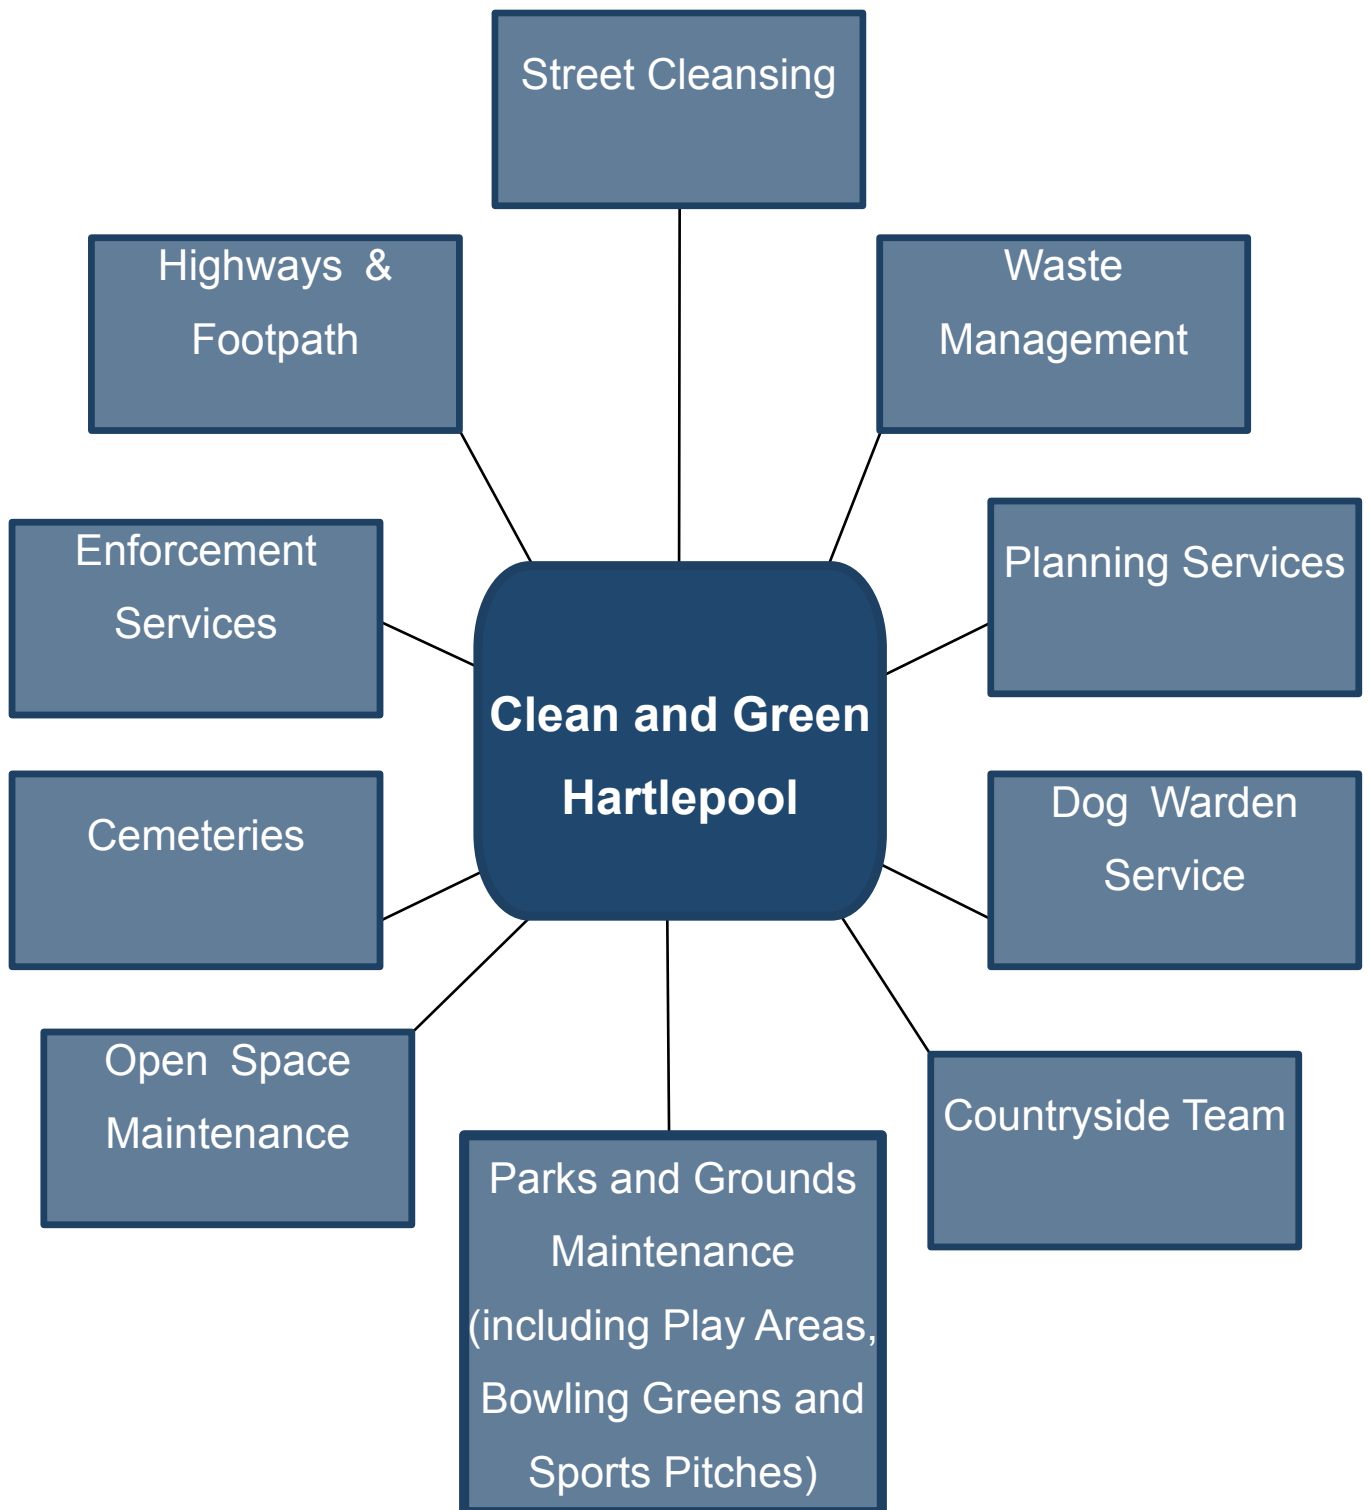 Street Cleansing
Highways & 
Footpath
Waste
Management
Enforcement
Services
Planning Services
Clean and Green
Hartlepool
Cemeteries
Dog Warden
Service
Open Space
Maintenance
Countryside Team
Parks and Grounds
Maintenance
(including Play Areas,
Bowling Greens and
Sports Pitches)